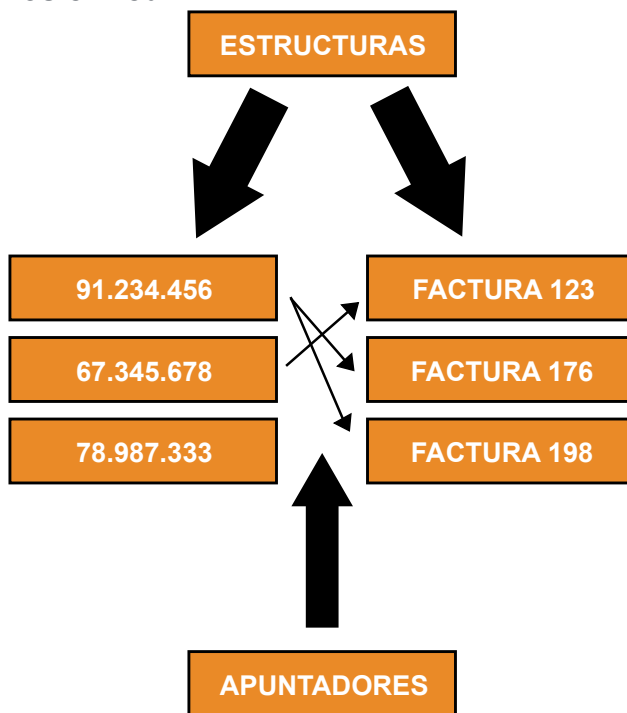 ESTRUCTURAS
91.234.456
FACTURA 123
67.345.678
FACTURA 176
78.987.333
FACTURA 198
APUNTADORES